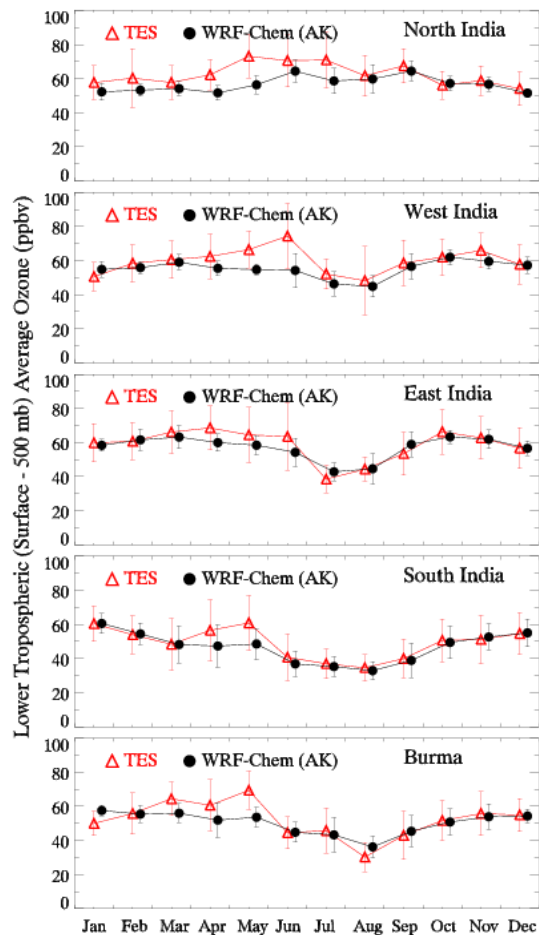 Lower Tropospheric (Surface - 500 mb) Average Ozone (ppbv)
100
80
60
40
20
0
TES
WRF-Chem (AK)
North India
100
80
60
40
20
0
TES
WRF-Chem (AK)
West India
100
80
60
40
20
0
TES
WRF-Chem (AK)
East India
100
80
60
40
20
0
TES
WRF-Chem (AK)
South India
100
80
60
40
20
0
TES
WRF-Chem (AK)
Burma
Jan Feb Mar Apr May Jun Jul Aug Sep Oct Nov Dec